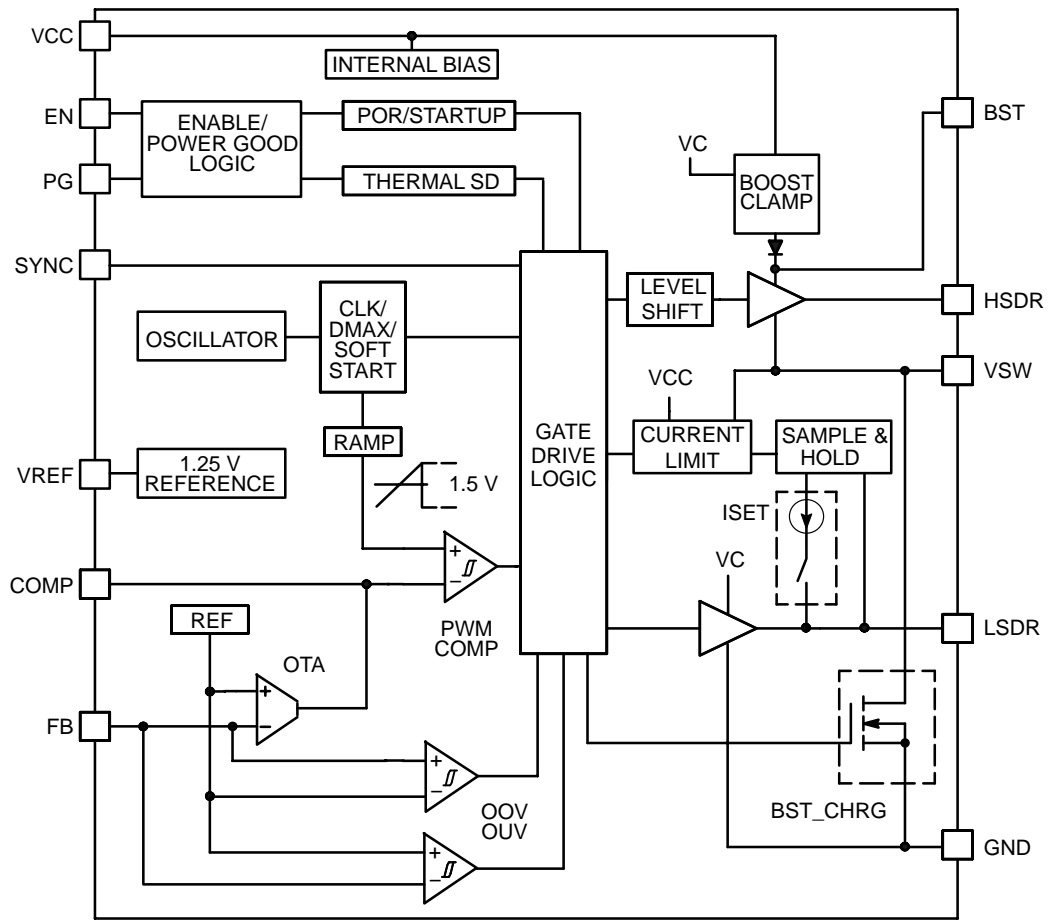 VCC
INTERNAL BIAS
EN
ENABLE/
POWER GOOD
LOGIC
POR/STARTUP
BST
PG
THERMAL SD
VC
BOOST
CLAMP
SYNC
OSCILLATOR
CLK/
DMAX/
SOFT
START
LEVEL
SHIFT
HSDR
VSW
VCC
RAMP
GATE
DRIVE
LOGIC
CURRENT
LIMIT
SAMPLE &
HOLD
VREF
1.25 V
REFERENCE
1.5 V
ISET
COMP
+
−
VC
REF
PWM
COMP
LSDR
OTA
FB
+
−
+
−
OOV
OUV
BST_CHRG
+
−
GND